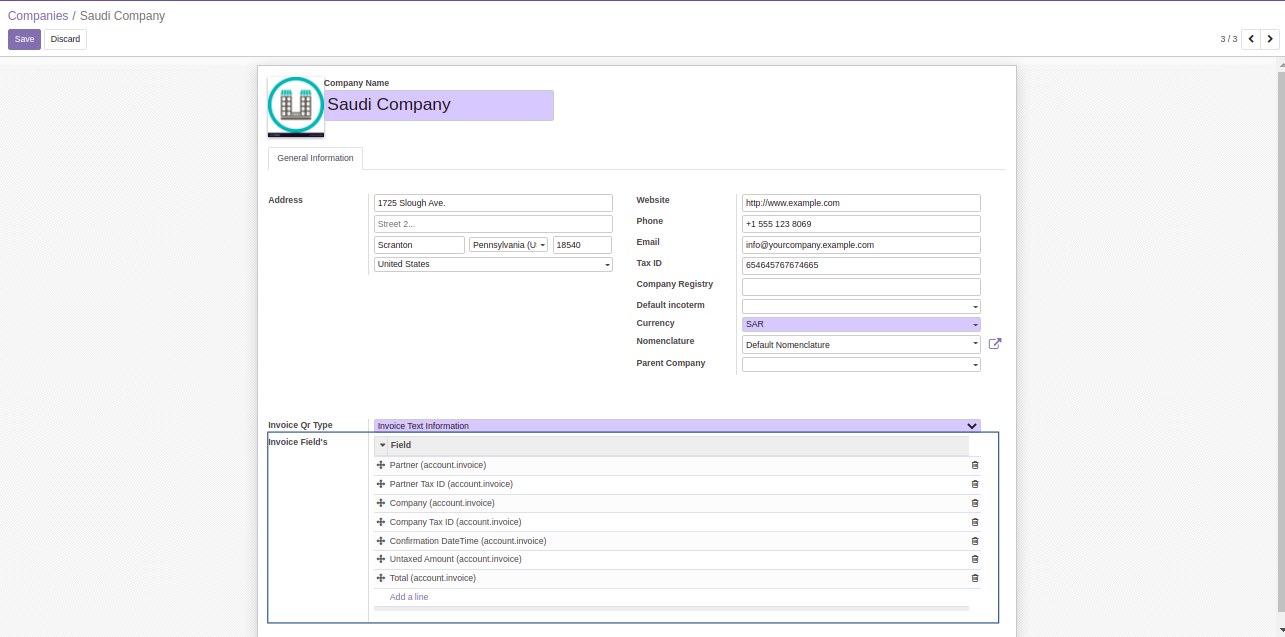 Companies / Saudi Company
Save Discard
3 / 3
Company Name
Saudi Company
General Information
Address
1725 Slough Ave.
Street 2...
Scranton Pennsylvania (U 18540
United States
Website http://www.example.com
Phone +1 555 123 8069
Email info@yourcompany.example.com
Tax ID 654645767674665
Company Registry
Default incoterm
Currency SAR
Nomenclature Default Nomenclature
Parent Company
Invoice Qr Type Invoice Text Information
Invoice Field's Field
Partner (account.invoice)
Partner Tax ID (account.invoice)
Company (account.invoice)
Company Tax ID (account.invoice)
Confirmation DateTime (account.invoice)
Untaxed Amount (account.invoice)
Total (account.invoice)
Add a line